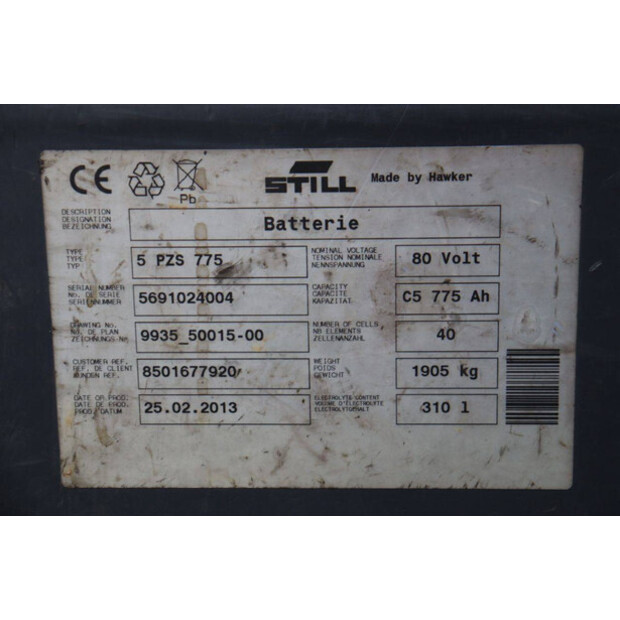 CE
Pb
STILL Made by Hawker
DESCRIPTION
DESIGNATION
BEZEICHNUNG
Batterie
TYPE
TYPE
TYP
5 PZS 775
NOMINAL VOLTAGE
TENSION NOMINALE
NENNSPANNUNG
80 Volt
SERIAL NUMBER
No. DE SERIE
SERIENNUMMER
5691024004
CAPACITY
CAPACITE
KAPAZITAT
C5 775 Ah
DRAWING No.
NB. DE PLAN
ZEICHNUNGS-Nr
9935_50015-00
NUMBER OF CELLS
NB ELEMENTS
ZELLENANZAHL
40
CUSTOMER REF.
REF. DE CLIENT
KUNDEN REF.
8501677920
WEIGHT
POIDS
GEWICHT
1905 kg
DATE OF PROD.
DATE DE PROD.
PROD. DATUM
25.02.2013
ELECTROLYTE CONTENT
VOLUME D'ELECTROLYTE
ELECTROLYTGEHALT
310 l